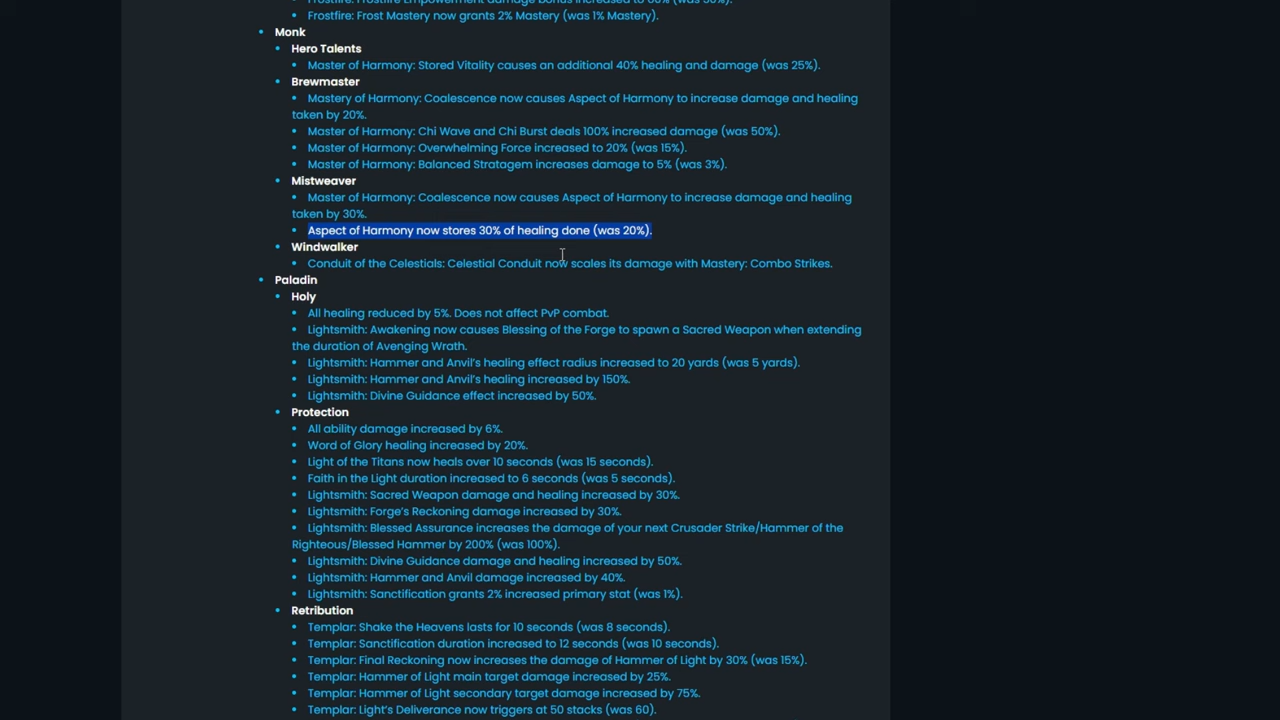 Frostfire: Frostfire Empowerment damage bonus increased to 60% (was 50%).
Frostfire: Frost Mastery now grants 2% Mastery (was 1% Mastery).
Monk
Hero Talents
Master of Harmony: Stored Vitality causes an additional 40% healing and damage (was 25%).
Brewmaster
Mastery of Harmony: Coalescence now causes Aspect of Harmony to increase damage and healing
taken by 20%.
Master of Harmony: Chi Wave and Chi Burst deals 100% increased damage (was 50%).
Master of Harmony: Overwhelming Force increased to 20% (was 15%).
Master of Harmony: Balanced Stratagem increases damage to 5% (was 3%).
Mistweaver
Master of Harmony: Coalescence now causes Aspect of Harmony to increase damage and healing
taken by 30%.
Aspect of Harmony now stores 30% of healing done (was 20%).
Windwalker
Conduit of the Celestials: Celestial Conduit now scales its damage with Mastery: Combo Strikes.
Paladin
Holy
All healing reduced by 5%. Does not affect PvP combat.
Lightsmith: Awakening now causes Blessing of the Forge to spawn a Sacred Weapon when extending
the duration of Avenging Wrath.
Lightsmith: Hammer and Anvil's healing effect radius increased to 20 yards (was 5 yards).
Lightsmith: Hammer and Anvil's healing increased by 150%.
Lightsmith: Divine Guidance effect increased by 50%.
Protection
All ability damage increased by 6%.
Word of Glory healing increased by 20%.
Light of the Titans now heals over 10 seconds (was 15 seconds).
Faith in the Light duration increased to 6 seconds (was 5 seconds).
Lightsmith: Sacred Weapon damage and healing increased by 30%.
Lightsmith: Forge's Reckoning damage increased by 30%.
Lightsmith: Blessed Assurance increases the damage of your next Crusader Strike/Hammer of the
Righteous/Blessed Hammer by 200% (was 100%).
Lightsmith: Divine Guidance damage and healing increased by 50%.
Lightsmith: Hammer and Anvil damage increased by 40%.
Lightsmith: Sanctification grants 2% increased primary stat (was 1%).
Retribution
Templar: Shake the Heavens lasts for 10 seconds (was 8 seconds).
Templar: Sanctification duration increased to 12 seconds (was 10 seconds).
Templar: Final Reckoning now increases the damage of Hammer of Light by 30% (was 15%).
Templar: Hammer of Light main target damage increased by 25%.
Templar: Hammer of Light secondary target damage increased by 75%.
Templar: Light's Deliverance now triggers at 50 stacks (was 60).